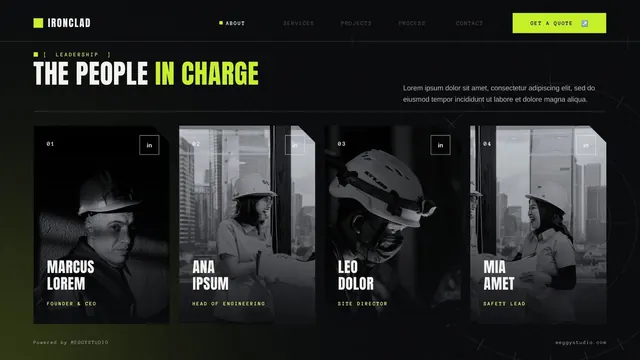 IRONCLAD
ABOUT
SERVICES
PROJECTS
PROCESS
CONTACT
GET A QUOTE
[ LEADERSHIP ]
THE PEOPLE IN CHARGE
Lorem ipsum dolor sit amet, consectetur adipiscing elit, sed do
eiusmod tempor incididunt ut labore et dolore magna aliqua.
01
in
MARCUS
LOREM
FOUNDER & CEO
02
in
ANA
IPSUM
HEAD OF ENGINEERING
03
in
LEO
DOLOR
SITE DIRECTOR
04
in
MIA
AMET
SAFETY LEAD
Powered by MEGGYSTUDIO
meggystudio.com